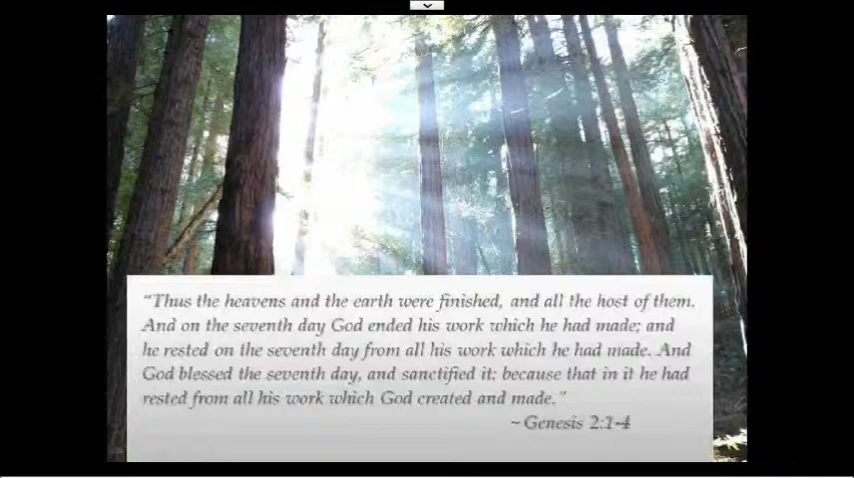 "Thus the heavens and the earth were finished, and all the host of them.
And on the seventh day God ended his work which he had made; and
he rested on the seventh day from all his work which he had made. And
God blessed the seventh day, and sanctified it: because that in it he had
rested from all his work which God created and made."
~ Genesis 2:1-4